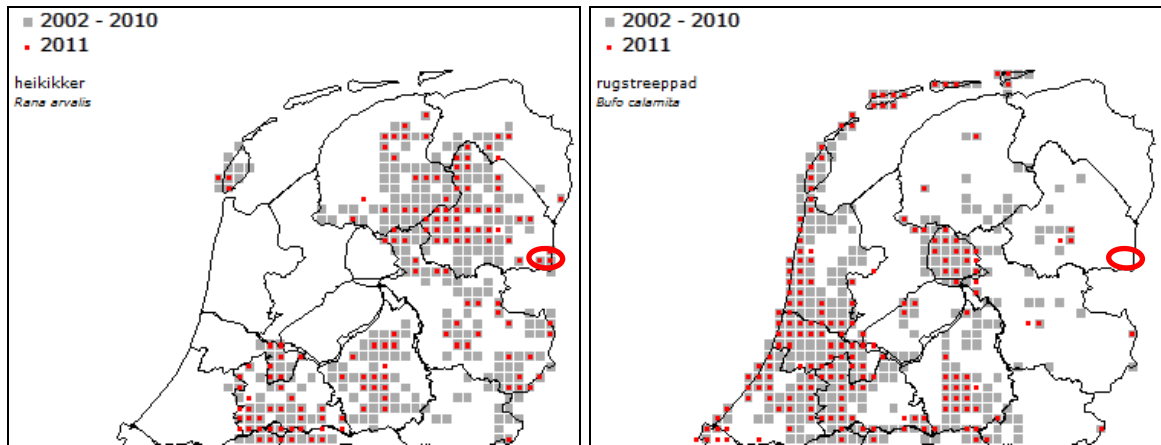 2002 - 2010
2011
heikikker
Rana arvalis
2002 - 2010
2011
rugstreeppad
Bufo calamita